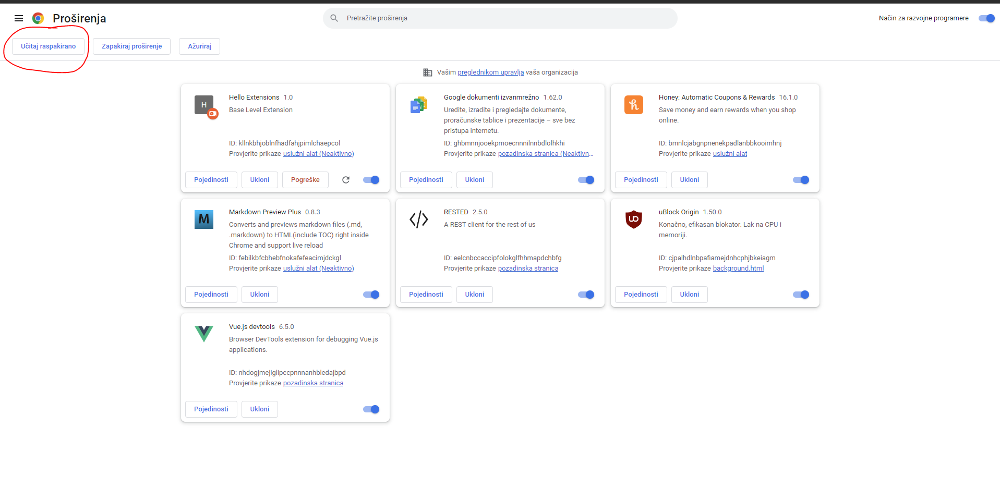 Proširenja
Pretražite proširenja
Način za razvojne programere
Učitaj raspakirano
Zapakiraj proširenje
Ažuriraj
Vašim preglednikom upravlja vaša organizacija
H
Hello Extensions 1.0
Base Level Extension
ID: kllnkbhjoblnfhadfahjpimlchaepcol
Provjerite prikaze uslužni alat (Neaktivno)
Pojedinosti
Ukloni
Pogreške
Google dokumenti izvanmrežno 1.62.0
Uredite, izradite i pregledajte dokumente,
proračunske tablice i prezentacije – sve bez
pristupa internetu.
ID: ghbmnnjooekpmoecnnnilnnbdlolhkhi
Provjerite prikaze pozadinska stranica (Neaktivn…
Pojedinosti
Ukloni
h
Honey: Automatic Coupons & Rewards 16.1.0
Save money and earn rewards when you shop
online.
ID: bmnlcjabgnpnenekpadlanbbkooimhnj
Provjerite prikaze uslužni alat
Pojedinosti
Ukloni
M
Markdown Preview Plus 0.8.3
Converts and previews markdown files (.md,
.markdown) to HTML(include TOC) right inside
Chrome and support live reload
ID: febilkbfcbhebfnokafefeacimjdckgl
Provjerite prikaze uslužni alat (Neaktivno)
Pojedinosti
Ukloni
</>
RESTED 2.5.0
A REST client for the rest of us
ID: eelcnbccaccipfolokglfhhmapdchbfg
Provjerite prikaze pozadinska stranica
Pojedinosti
Ukloni
uo
uBlock Origin 1.50.0
Konačno, efikasan blokator. Lak na CPU i
memoriji.
ID: cjpalhdlnbpafiamejdnhcphjbkeiagm
Provjerite prikaze background.html
Pojedinosti
Ukloni
Vue.js devtools 6.5.0
Browser DevTools extension for debugging Vue.js
applications.
ID: nhdogjmejiglipccpnnnanhbledajbpd
Provjerite prikaze pozadinska stranica
Pojedinosti
Ukloni